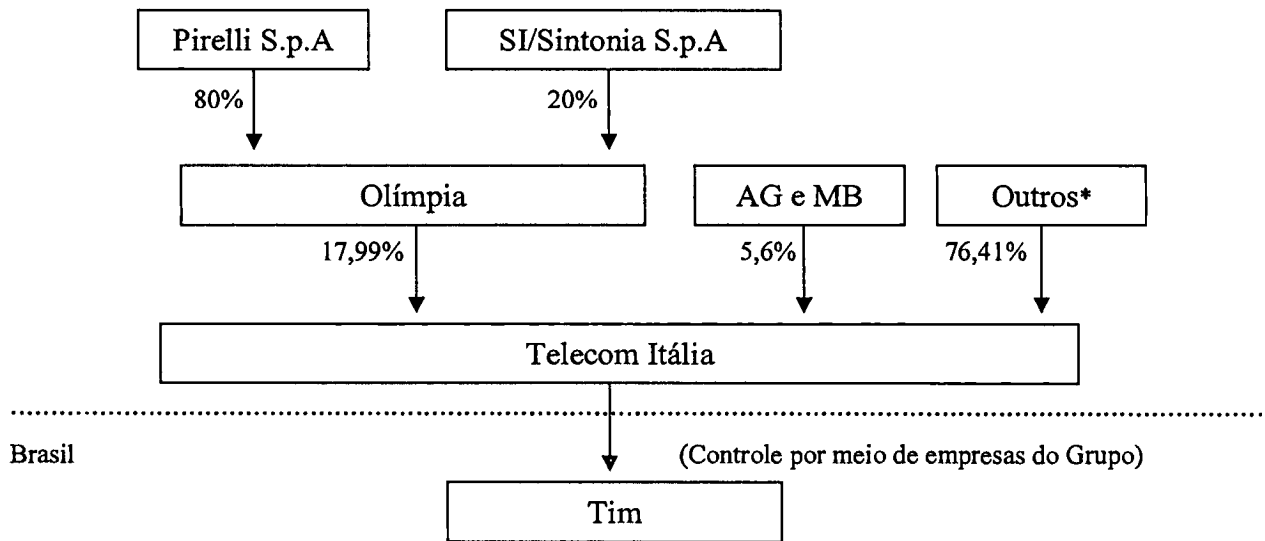 Pirelli S.p.A
SI/Sintonia S.p.A
80%
20%
Olímpia
AG e MB
Outros*
17,99%
5,6%
76,41%
Telecom Itália
Brasil
(Controle por meio de empresas do Grupo)
Tim